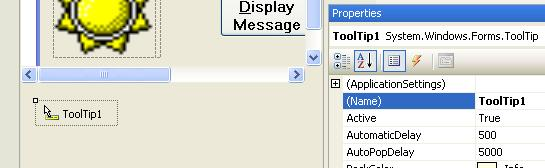 Display
Message
ToolTip1
Properties
ToolTip1 System.Windows.Forms.ToolTip
(ApplicationSettings)
(Name) ToolTip1
Active True
AutomaticDelay 500
AutoPopDelay 5000